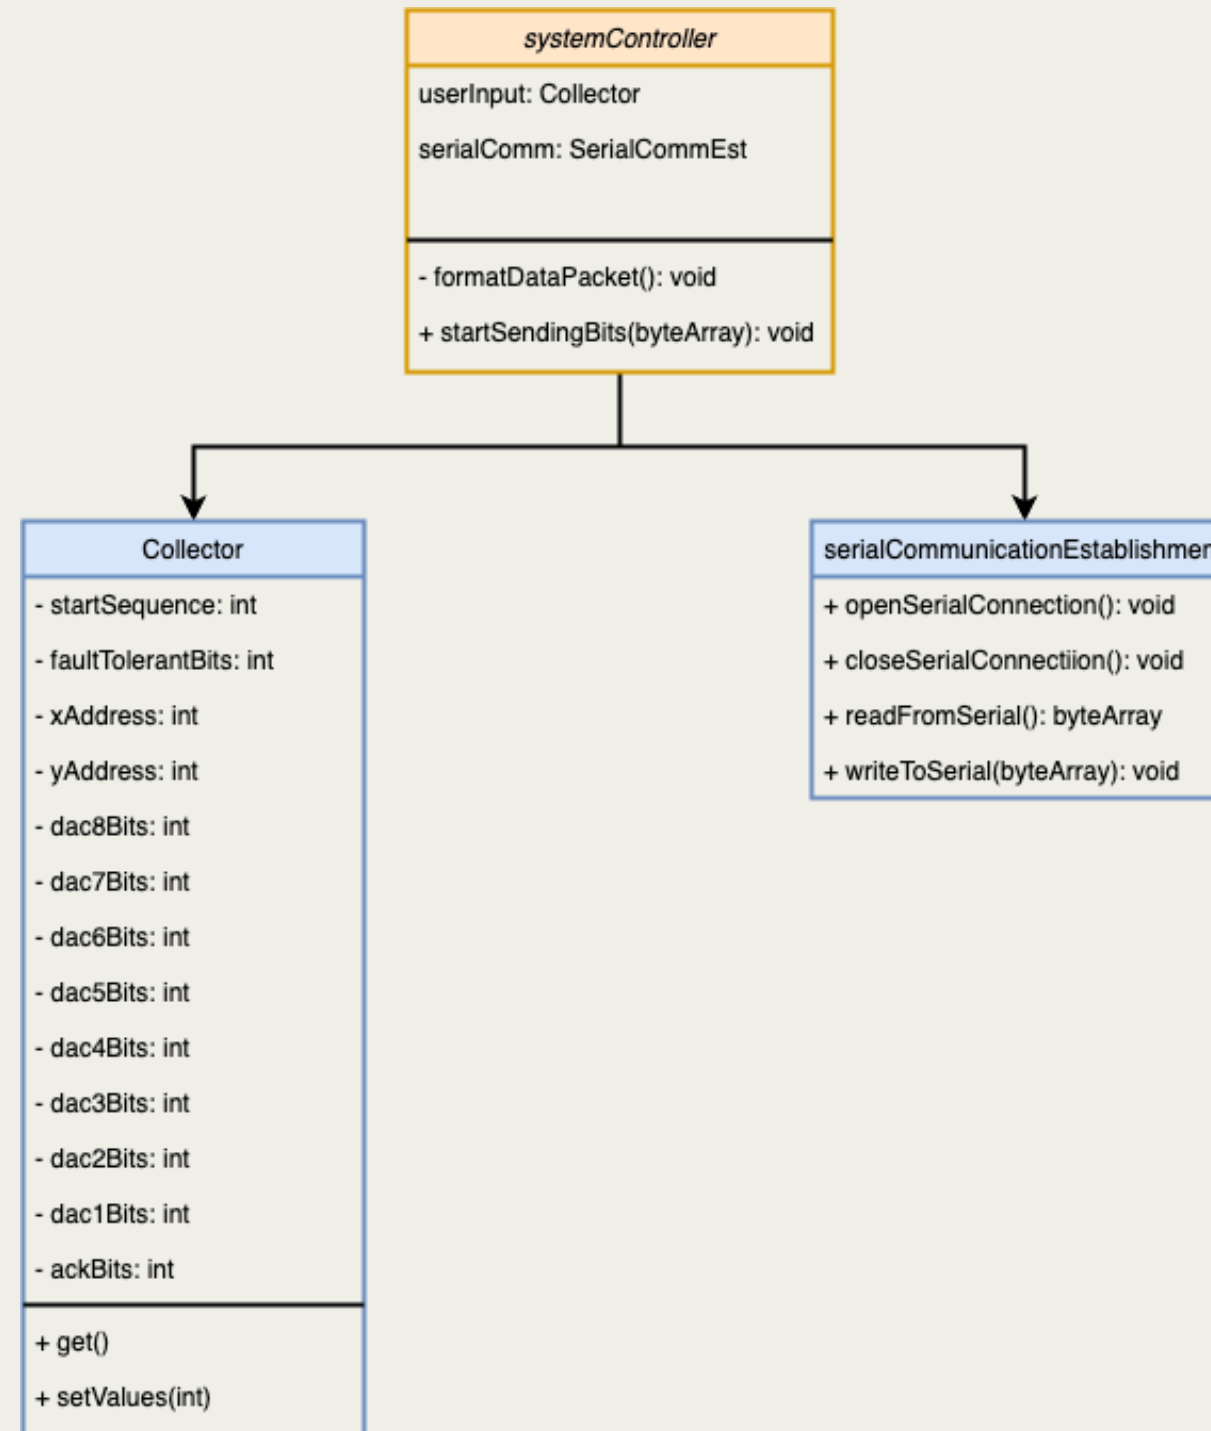 systemController
userInput: Collector
serialComm: SerialCommEst
- formatDataPacket(): void
+ startSendingBits(byteArray): void
Collector
- startSequence: int
- faultTolerantBits: int
- xAddress: int
- yAddress: int
- dac8Bits: int
- dac7Bits: int
- dac6Bits: int
- dac5Bits: int
- dac4Bits: int
- dac3Bits: int
- dac2Bits: int
- dac1Bits: int
- ackBits: int
+ get()
+ setValues(int)
serialCommunicationEstablishmen
+ openSerialConnection(): void
+ closeSerialConnectiion(): void
+ readFromSerial(): byteArray
+ writeToSerial(byteArray): void